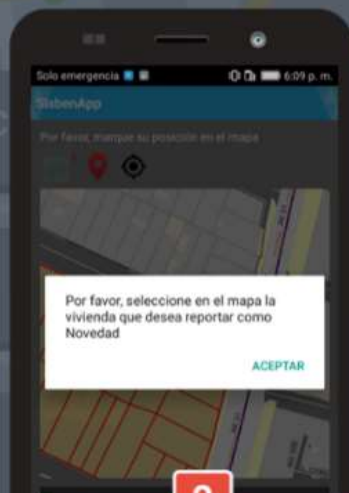 Solo emergencia
6:09 p. m.
SisbenApp
Por favor, marque su posición en el mapa
Por favor, seleccione en el mapa la
vivienda que desea reportar como
Novedad
ACEPTAR